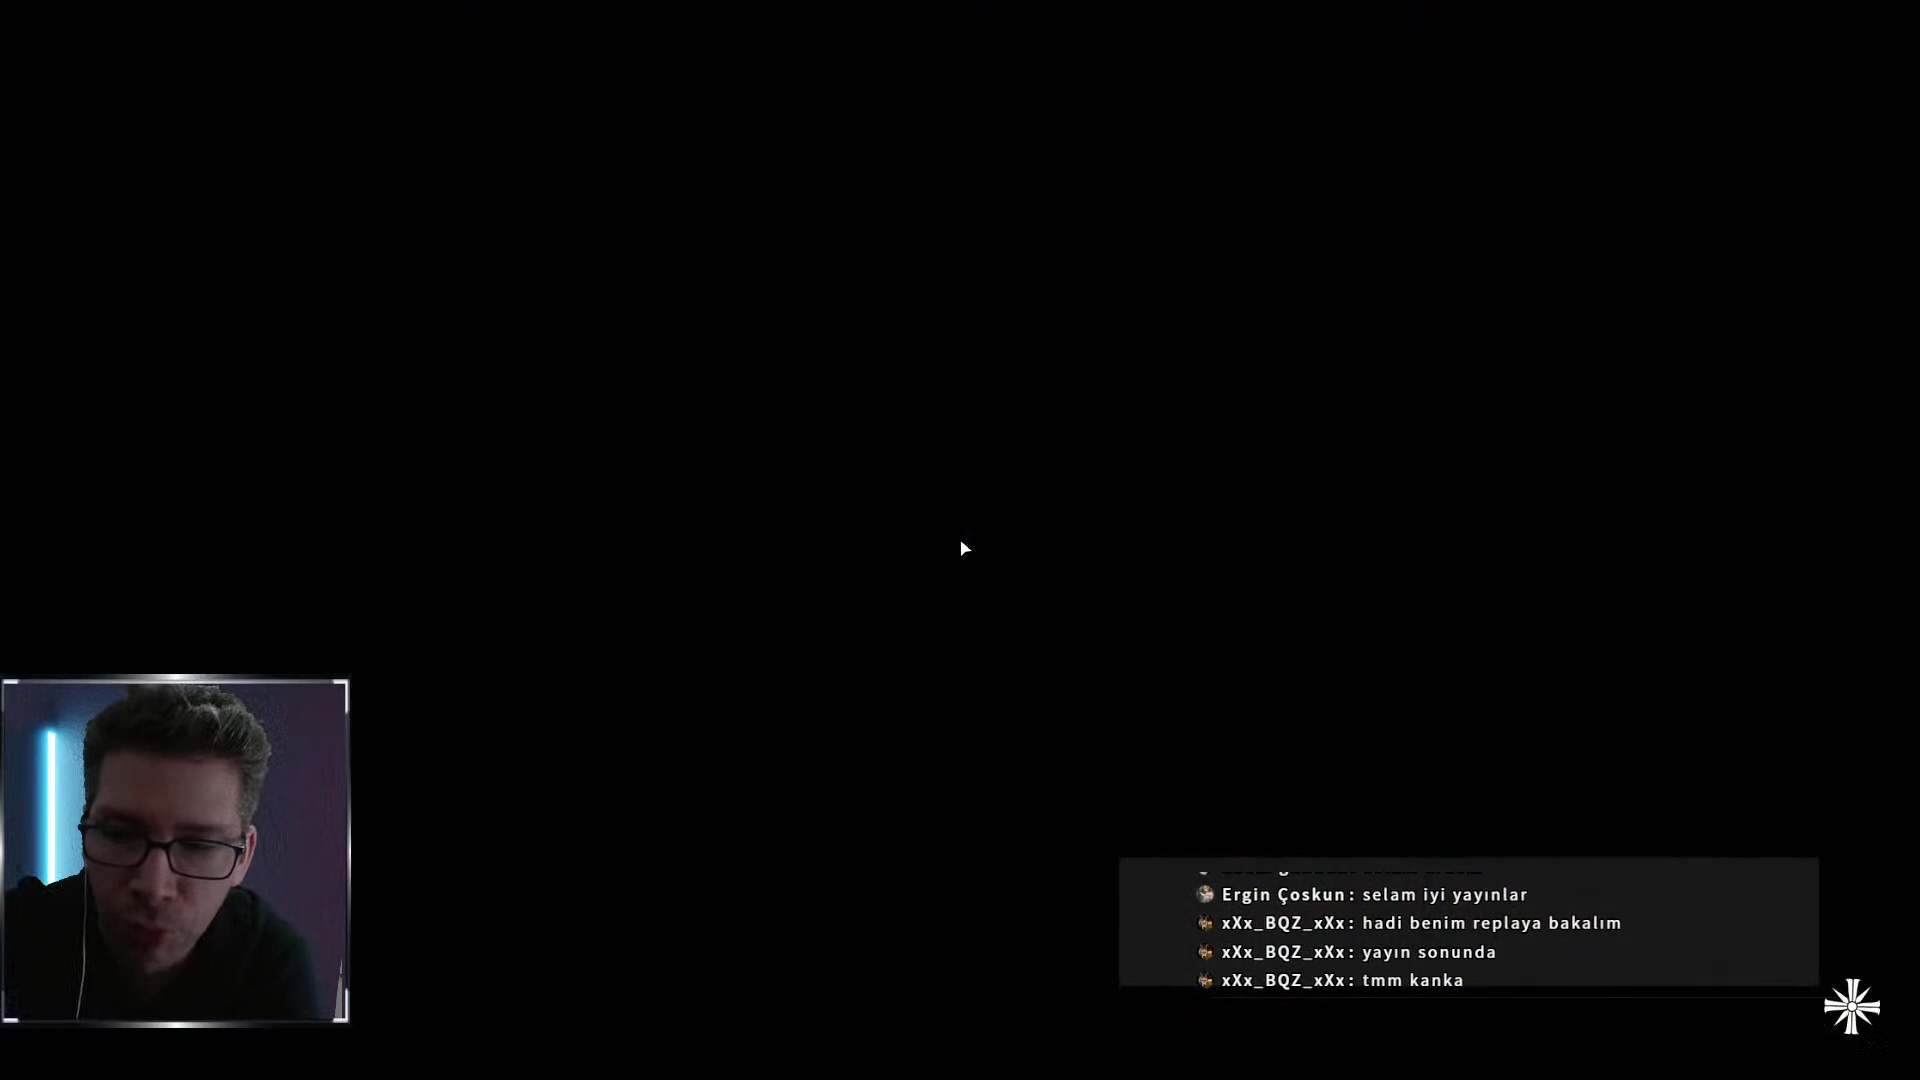 Ergin Çoskun: selam iyi yayınlar
xXx_BQZ_xXx: hadi benim replaya bakalım
xXx_BQZ_xXx: yayın sonunda
xXx_BQZ_xXx: tmm kanka